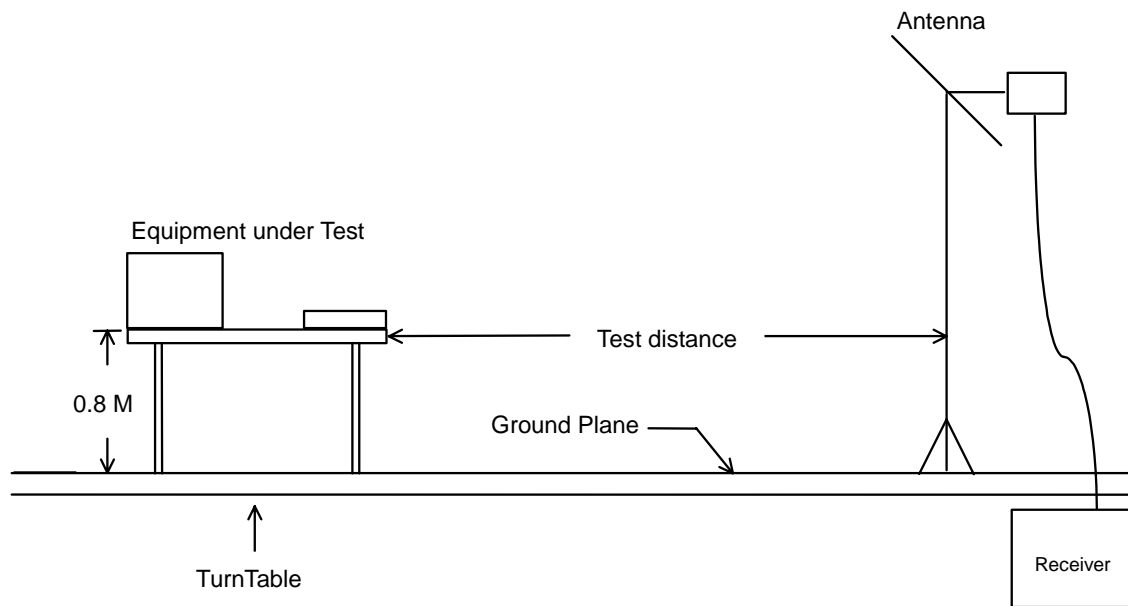 Antenna
Equipment under Test
Test distance
0.8 M
Ground Plane
TurnTable
Receiver